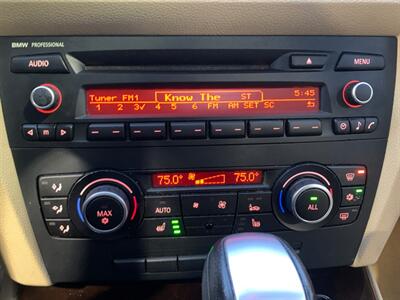 BMW PROFESSIONAL
AUDIO
MENU
Tuner FM1 Know The ST 5:45
1 2 3✓ 4 5 6 FM AM SET SC
75.0° 75.0°
MAX
AUTO
ALL